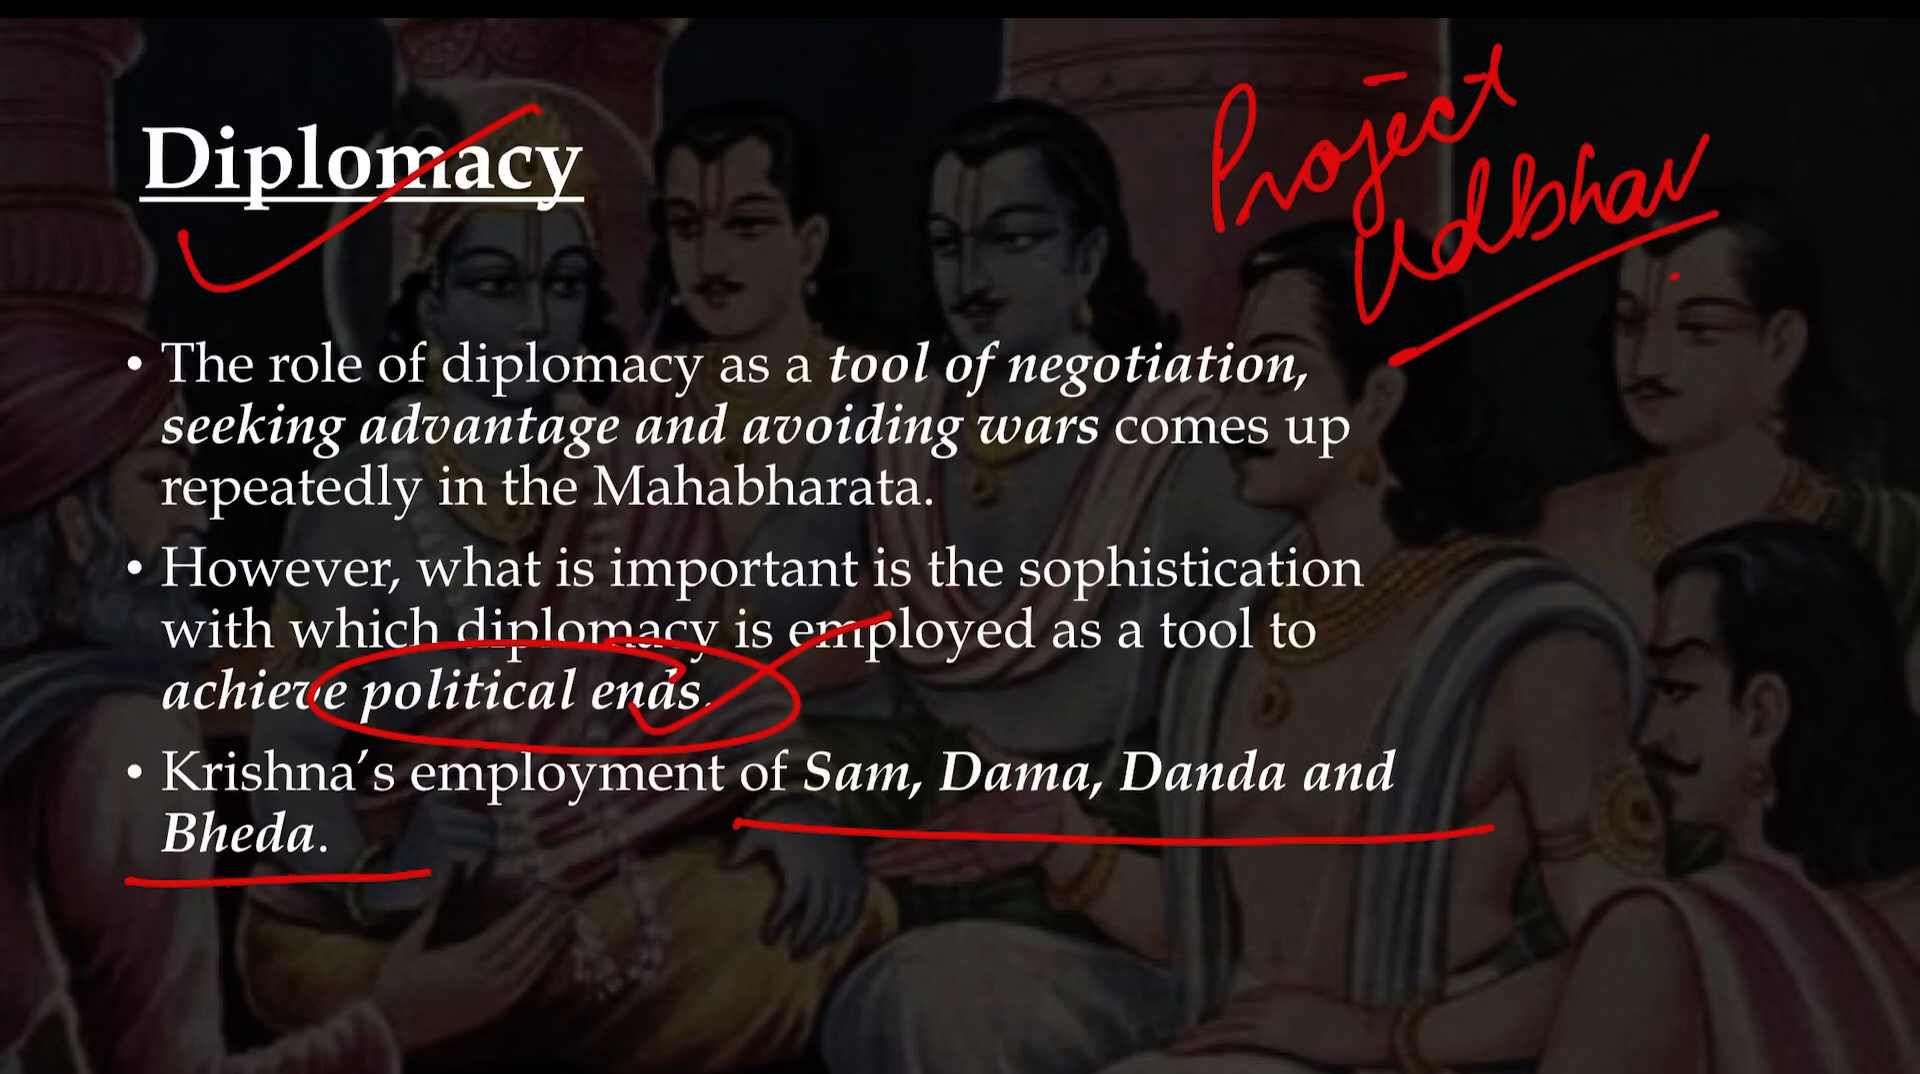 Project
Udbhav
Diplomacy
• The role of diplomacy as a tool of negotiation,
seeking advantage and avoiding wars comes up
repeatedly in the Mahabharata.
• However, what is important is the sophistication
with which diplomacy is employed as a tool to
achieve political ends.
• Krishna’s employment of Sam, Dama, Danda and
Bheda.